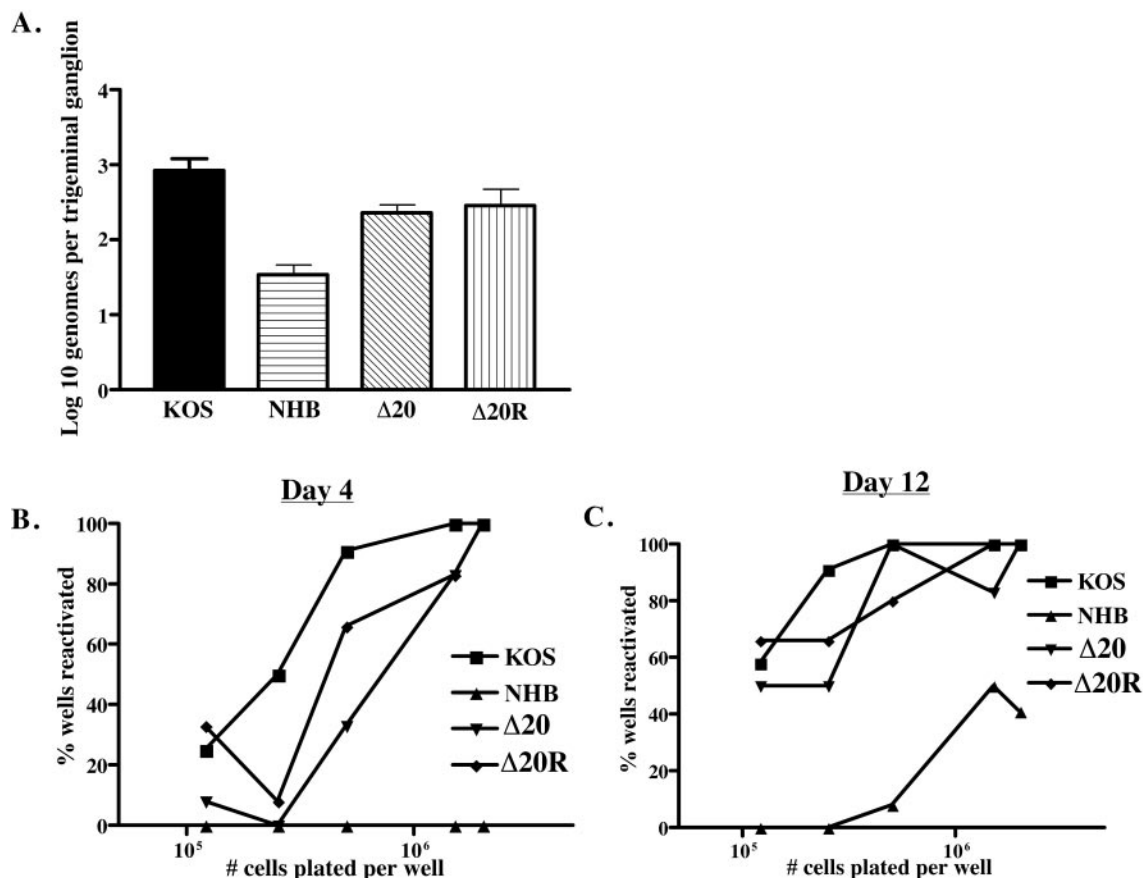 A.
Log 10 genomes per trigeminal ganglion
4
3
2
1
0
KOS
NHB
Δ20
Δ20R
B.
Day 4
% wells reactivated
100
80
60
40
20
0
10^5
10^6
# cells plated per well
KOS
NHB
Δ20
Δ20R
C.
Day 12
% wells reactivated
100
80
60
40
20
0
10^5
10^6
# cells plated per well
KOS
NHB
Δ20
Δ20R